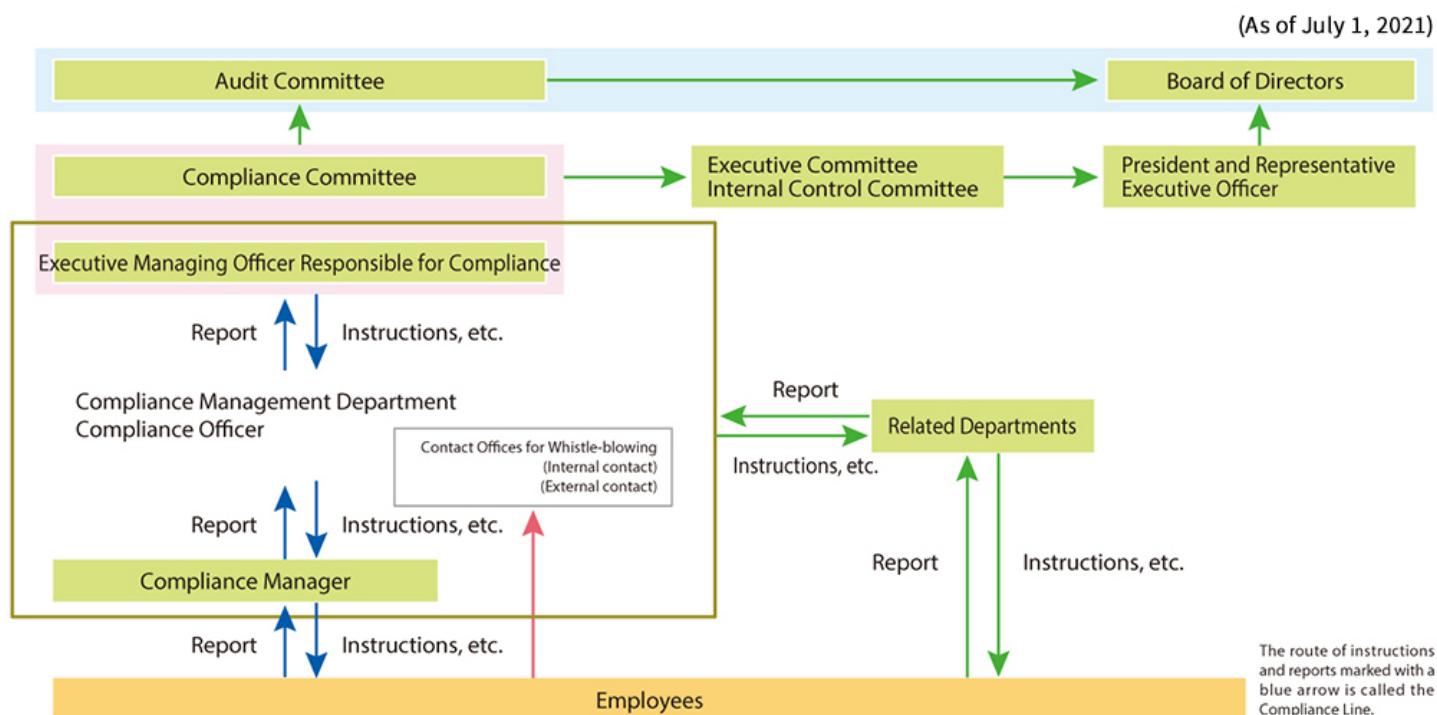 (As of July 1, 2021)
Audit Committee
Board of Directors
Compliance Committee
Executive Committee
Internal Control Committee
President and Representative
Executive Officer
Executive Managing Officer Responsible for Compliance
Report
Instructions, etc.
Compliance Management Department
Compliance Officer
Contact Offices for Whistle-blowing
(Internal contact)
(External contact)
Report
Related Departments
Instructions, etc.
Report
Instructions, etc.
Compliance Manager
Report
Instructions, etc.
Report
Instructions, etc.
Employees
The route of instructions
and reports marked with a
blue arrow is called the
Compliance Line.